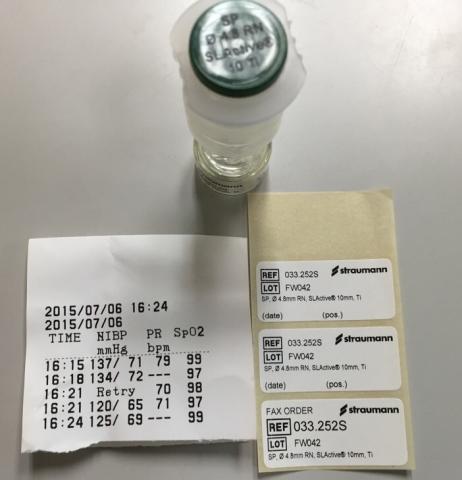 SP
Ø 4.8 RN
SLActive®
10 Ti
straumann
2015/07/06 16:24
2015/07/06
TIME NIBP PR SpO2
mmHg bpm
16:15 137/ 71 79 99
16:18 134/ 72 --- 97
16:21 Retry 70 98
16:21 120/ 65 71 97
16:24 125/ 69 --- 99
REF 033.252S straumann
LOT FW042
SP, Ø 4.8mm RN, SLActive® 10mm, Ti
(date) (pos.)
REF 033.252S straumann
LOT FW042
SP, Ø 4.8mm RN, SLActive® 10mm, Ti
(date) (pos.)
FAX ORDER straumann
REF 033.252S
LOT FW042
SP, Ø 4.8mm RN, SLActive® 10mm, Ti